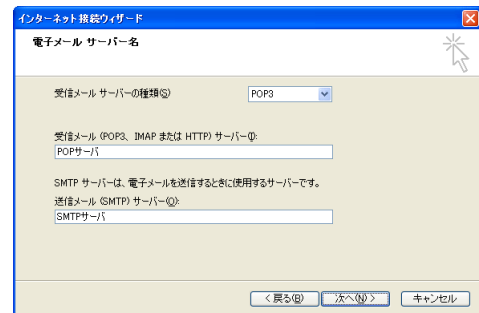 インターネット接続ウィザード
電子メール サーバー名
受信メール サーバーの種類(S)
POP3
受信メール (POP3、IMAP または HTTP) サーバー(I):
POPサーバ
SMTP サーバーは、電子メールを送信するときに使用するサーバーです。
送信メール (SMTP) サーバー(O):
SMTPサーバ
< 戻る(B) 次へ(N) > キャンセル